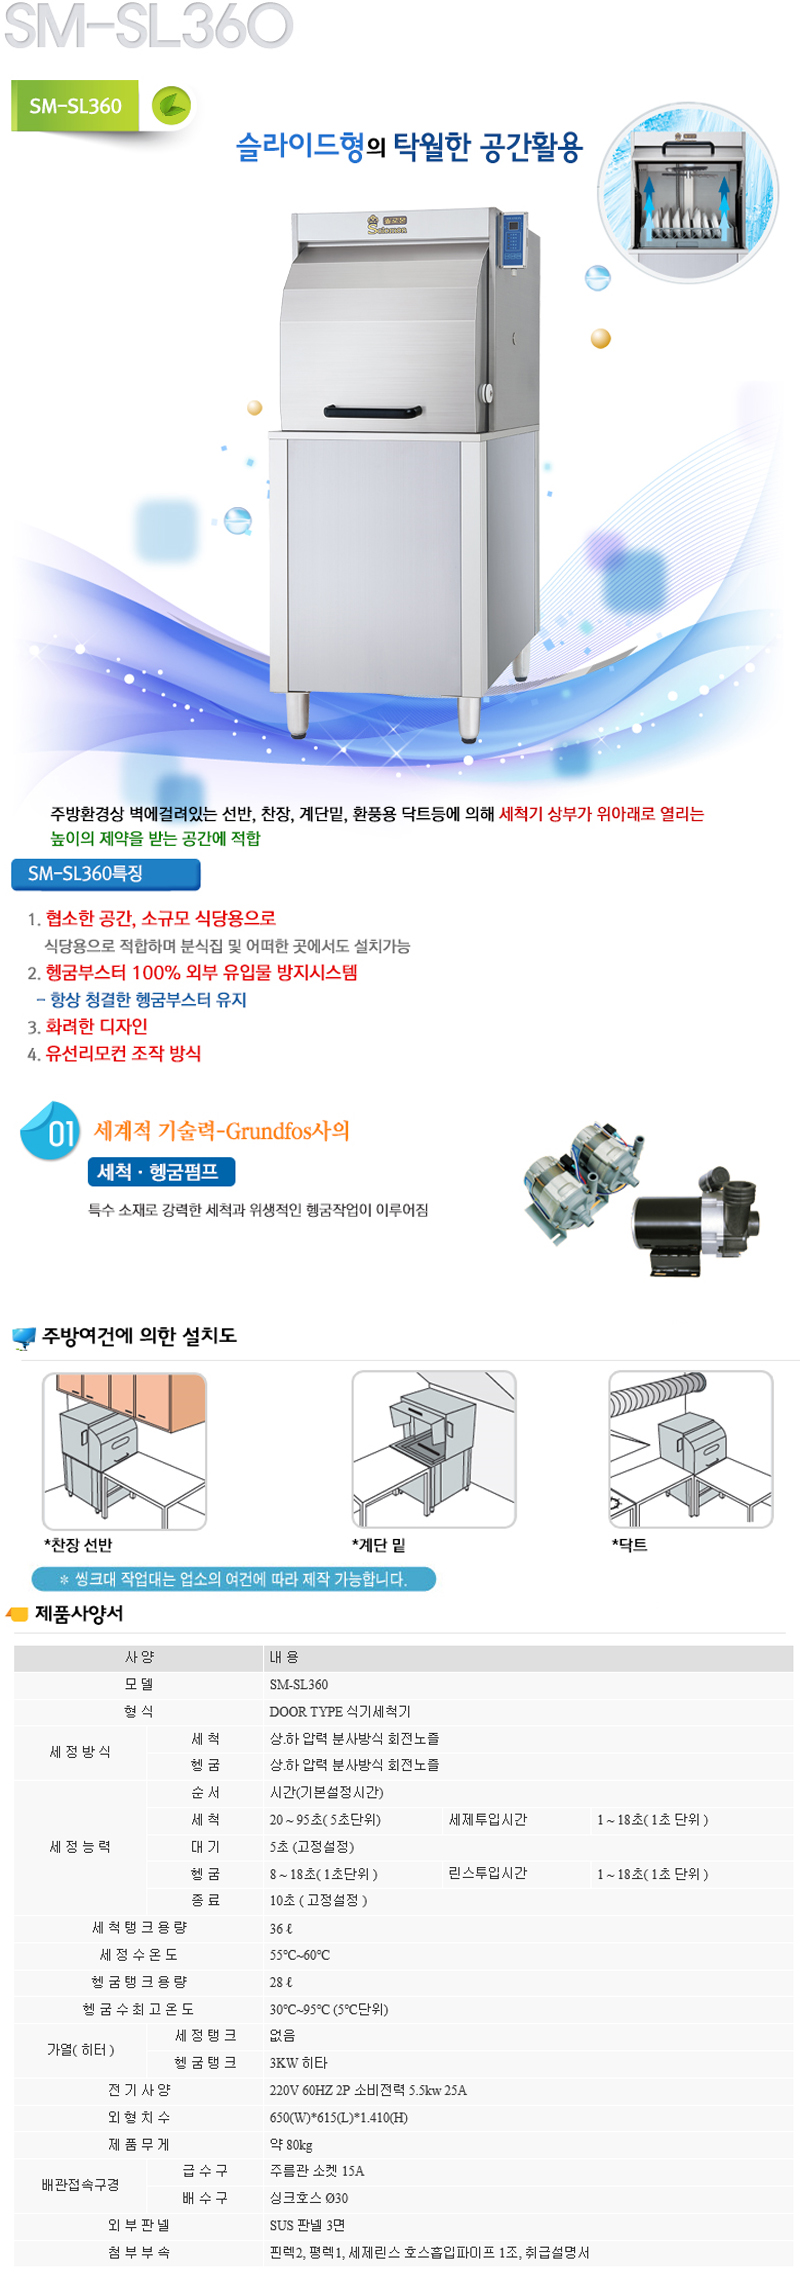 SM-SL360
SM-SL360
슬라이드형의 탁월한 공간활용
솔로몬
Solomon
주방환경상 벽에걸려있는 선반, 찬장, 계단밑, 환풍용 닥트등에 의해 세척기 상부가 위아래로 열리는
높이의 제약을 받는 공간에 적합
SM-SL360특징
1. 협소한 공간, 소규모 식당용으로
식당용으로 적합하며 분식집 및 어떠한 곳에서도 설치가능
2. 헹굼부스터 100% 외부 유입물 방지시스템
- 항상 청결한 헹굼부스터 유지
3. 화려한 디자인
4. 유선리모컨 조작 방식
01 세계적 기술력-Grundfos사의
세척 · 헹굼펌프
특수 소재로 강력한 세척과 위생적인 헹굼작업이 이루어짐
주방여건에 의한 설치도
*찬장 선반 *계단 밑 *닥트
* 씽크대 작업대는 업소의 여건에 따라 제작 가능합니다.
제품사양서
사 양 내 용
모 델 SM-SL360
형 식 DOOR TYPE 식기세척기
세 정 방 식 세 척 상.하 압력 분사방식 회전노즐
헹 굼 상.하 압력 분사방식 회전노즐
세 정 능 력 순 서 시간(기본설정시간)
세 척 20 ~ 95초( 5초단위) 세제투입시간 1 ~ 18초( 1초 단위 )
대 기 5초 (고정설정)
헹 굼 8 ~ 18초( 1초단위 ) 린스투입시간 1 ~ 18초( 1초 단위 )
종 료 10초 ( 고정설정 )
세 척 탱 크 용 량 36 ℓ
세 정 수 온 도 55℃~60℃
헹 굼 탱 크 용 량 28 ℓ
헹 굼 수 최 고 온 도 30℃~95℃ (5℃단위)
가열( 히터 ) 세 정 탱 크 없음
헹 굼 탱 크 3KW 히타
전 기 사 양 220V 60HZ 2P 소비전력 5.5kw 25A
외 형 치 수 650(W)*615(L)*1.410(H)
제 품 무 게 약 80kg
배관접속구경 급 수 구 주름관 소켓 15A
배 수 구 싱크호스 Ø30
외 부 판 넬 SUS 판넬 3면
첨 부 부 속 핀렉2, 평렉1, 세제린스 호스흡입파이프 1조, 취급설명서